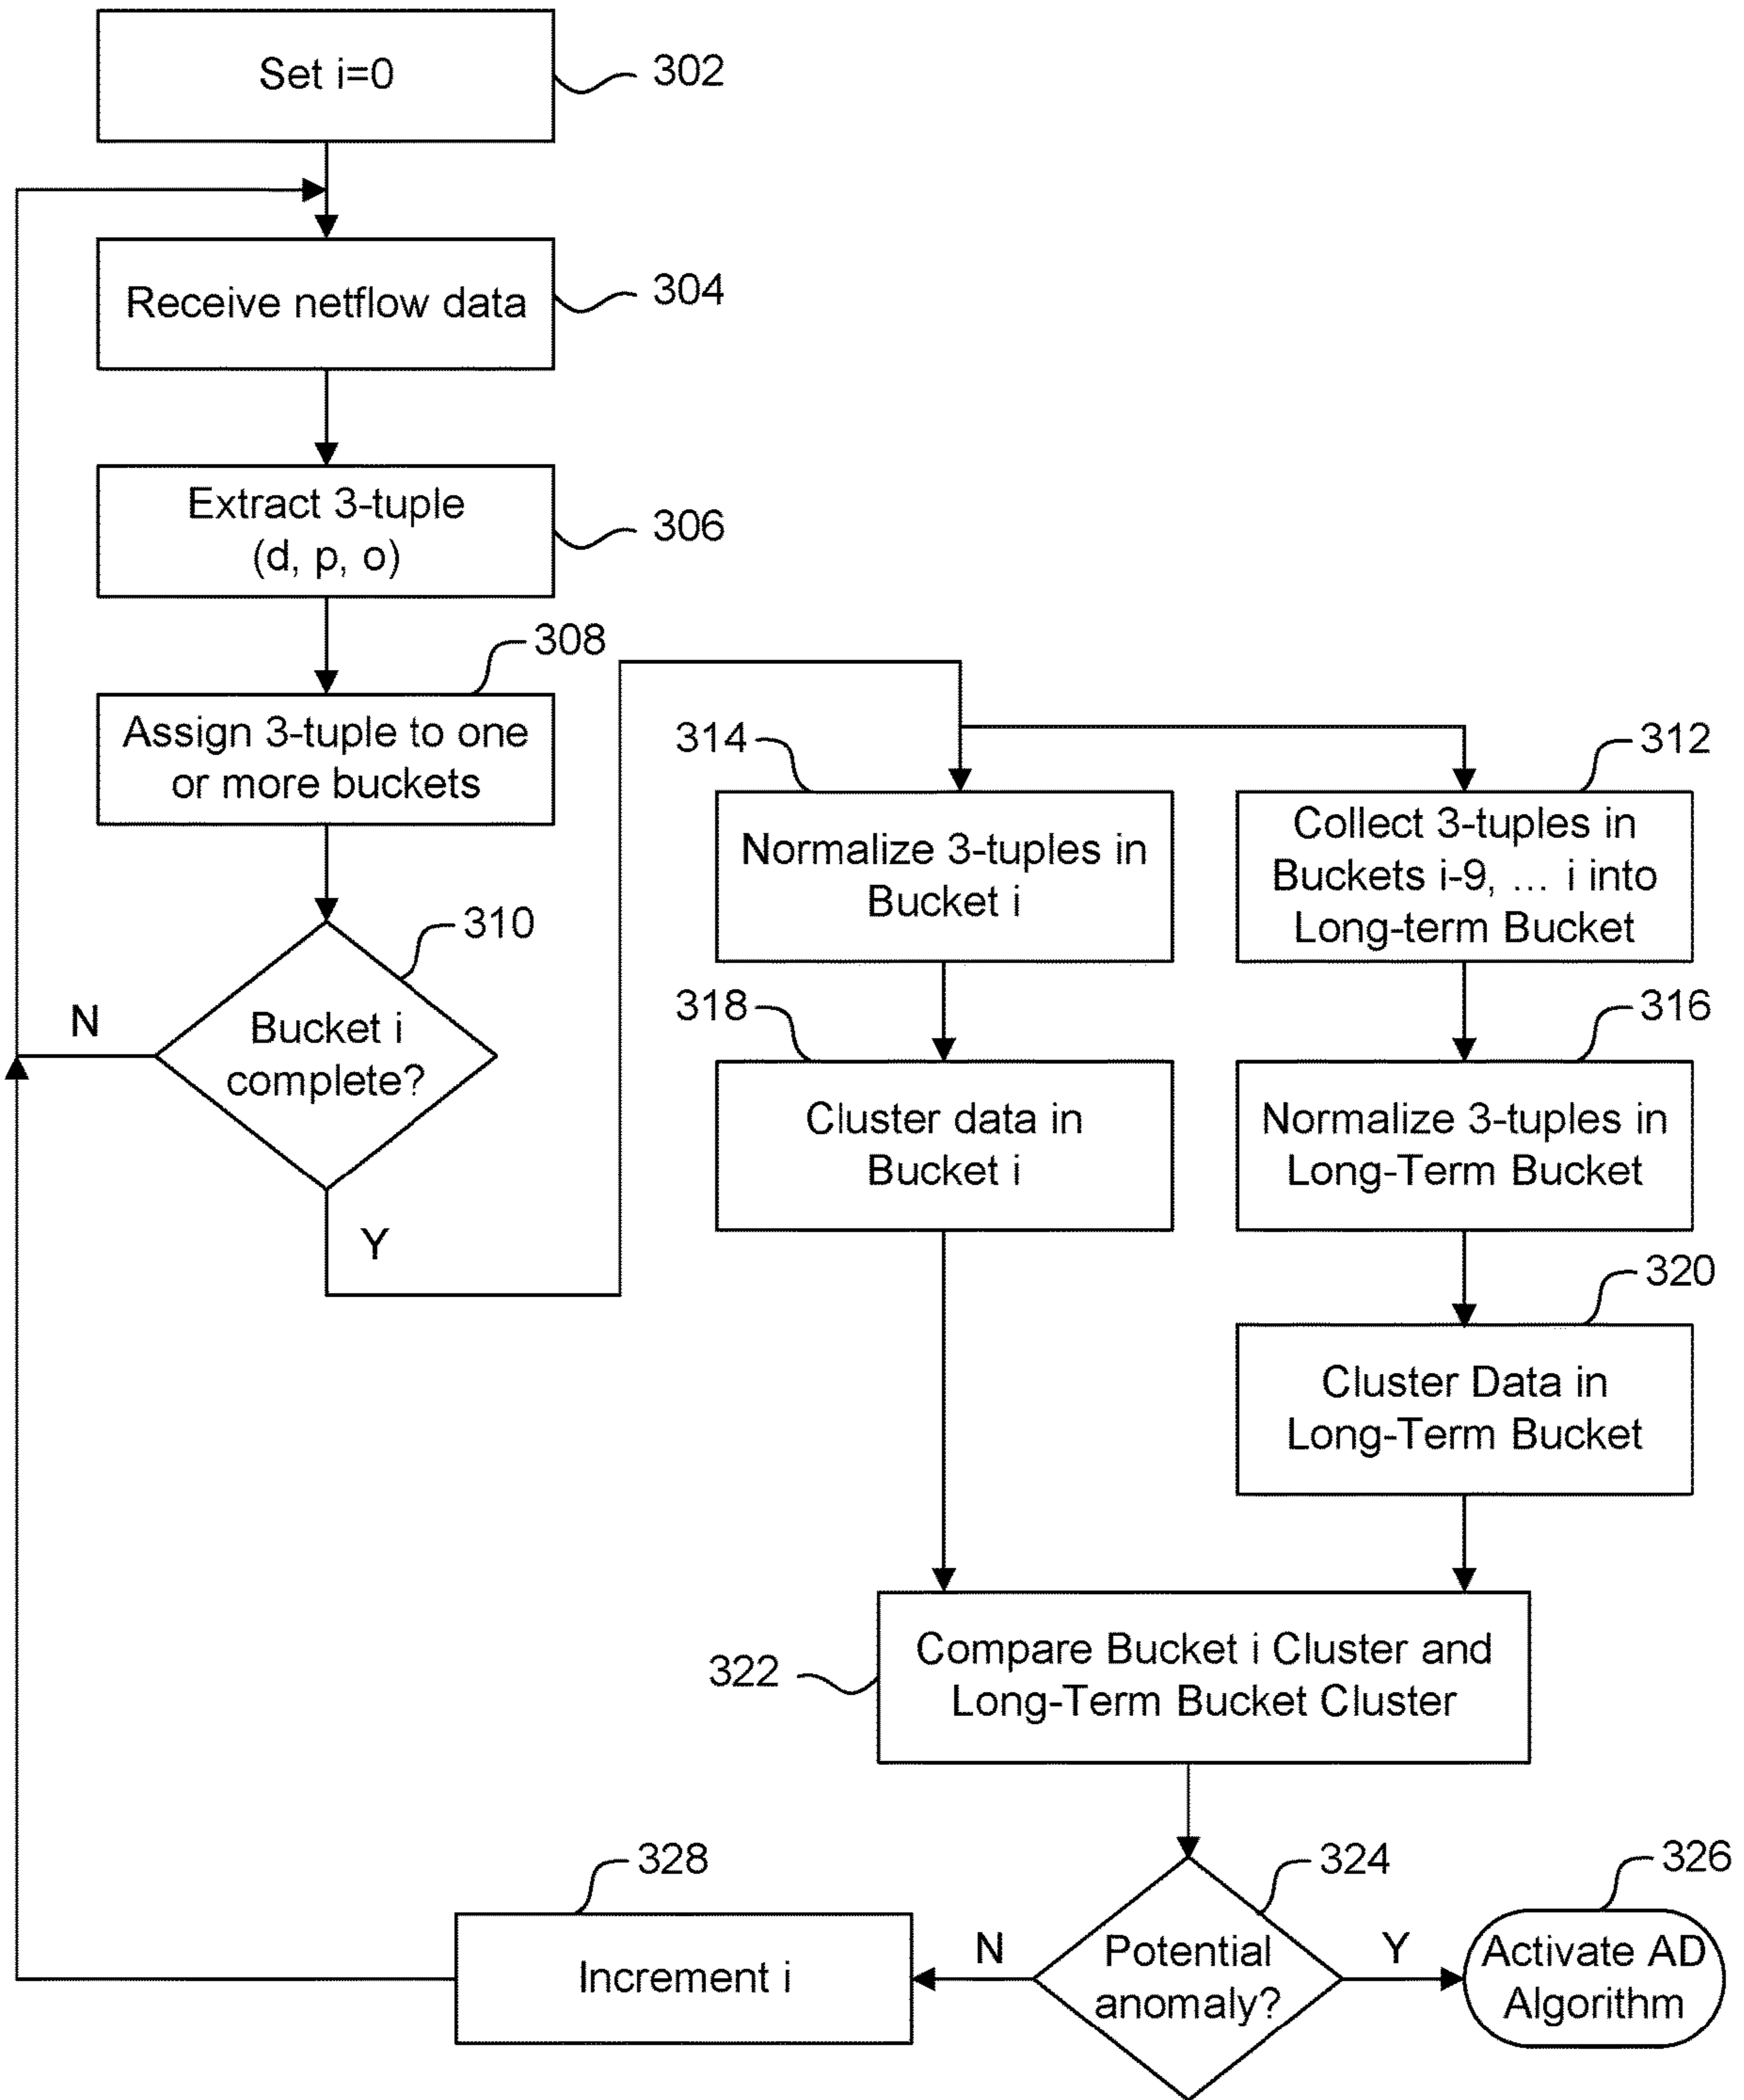 Set i=0
302
Receive netflow data
304
Extract 3-tuple
(d, p, o)
306
308
Assign 3-tuple to one
or more buckets
310
Bucket i
complete?
N
Y
314
Normalize 3-tuples in
Bucket i
312
Collect 3-tuples in
Buckets i-9, ... i into
Long-term Bucket
318
Cluster data in
Bucket i
316
Normalize 3-tuples in
Long-Term Bucket
320
Cluster Data in
Long-Term Bucket
322
Compare Bucket i Cluster and
Long-Term Bucket Cluster
324
Potential
anomaly?
N
Y
328
Increment i
326
Activate AD
Algorithm